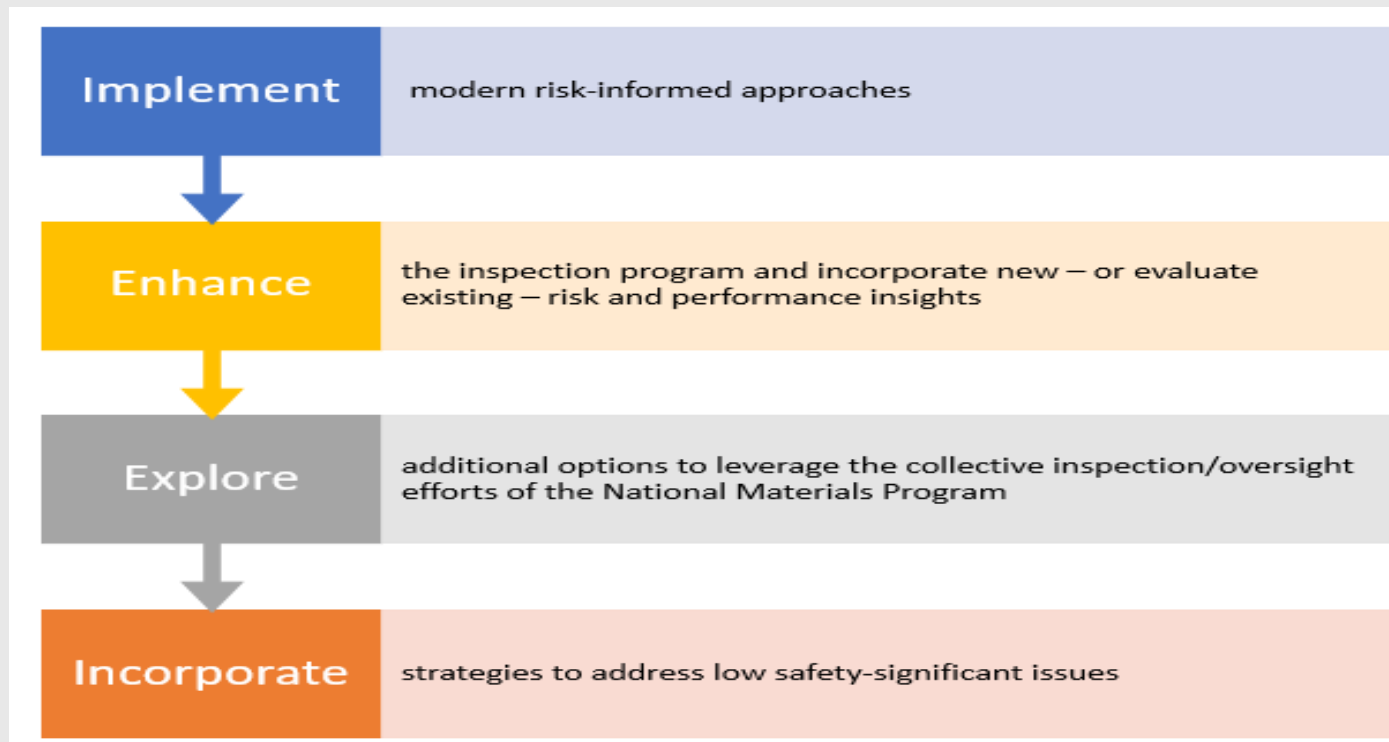 Implement
modern risk-informed approaches
Enhance
the inspection program and incorporate new – or evaluate
existing – risk and performance insights
Explore
additional options to leverage the collective inspection/oversight
efforts of the National Materials Program
Incorporate
strategies to address low safety-significant issues